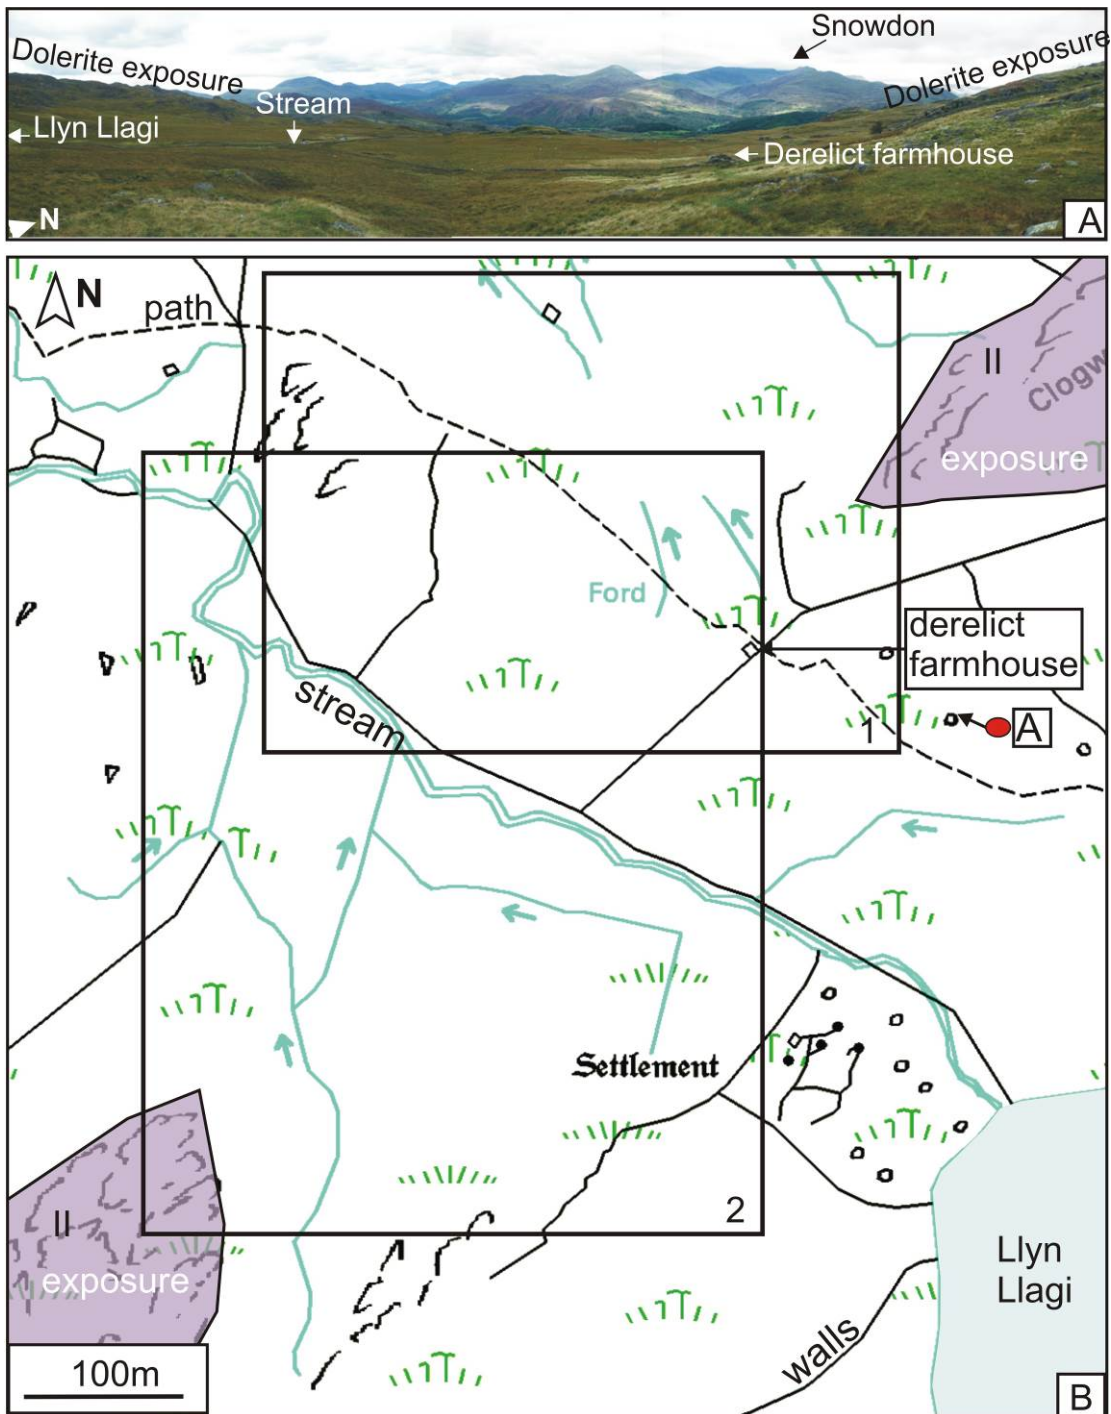 Snowdon
Dolerite exposure
Dolerite exposure
Stream
Llyn Llagi
Derelict farmhouse
N
A
N
path
II
Clogw
exposure
Ford
derelict
farmhouse
stream
1
A
Settlement
2
II
exposure
Llyn
Llagi
walls
100m
B